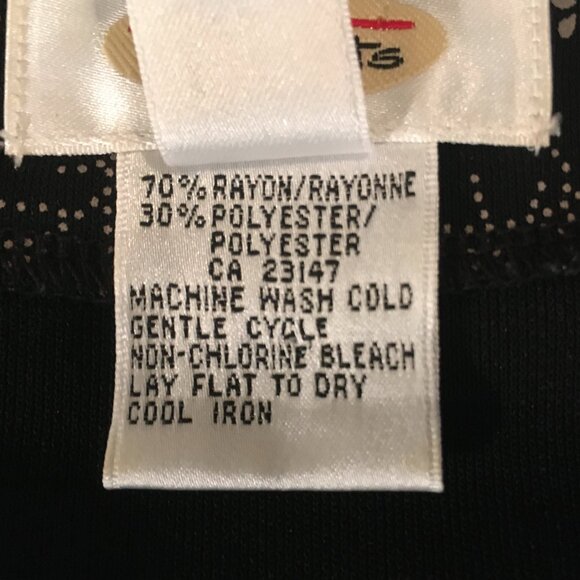 ts
70% RAYON/RAYONNE
30% POLYESTER/
POLYESTER
CA 23147
MACHINE WASH COLD
GENTLE CYCLE
NON-CHLORINE BLEACH
LAY FLAT TO DRY
COOL IRON